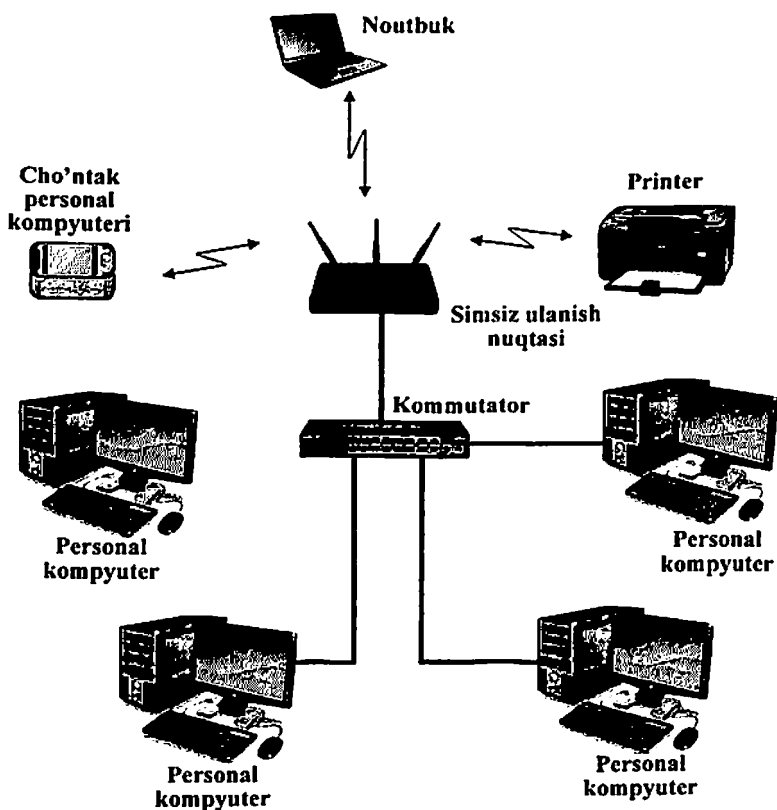 Noutbuk
Cho'ntak
personal
kompyuteri
Printer
Simsiz ulanish
nuqtasi
Kommutator
Personal
kompyuter
Personal
kompyuter
Personal
kompyuter
Personal
kompyuter